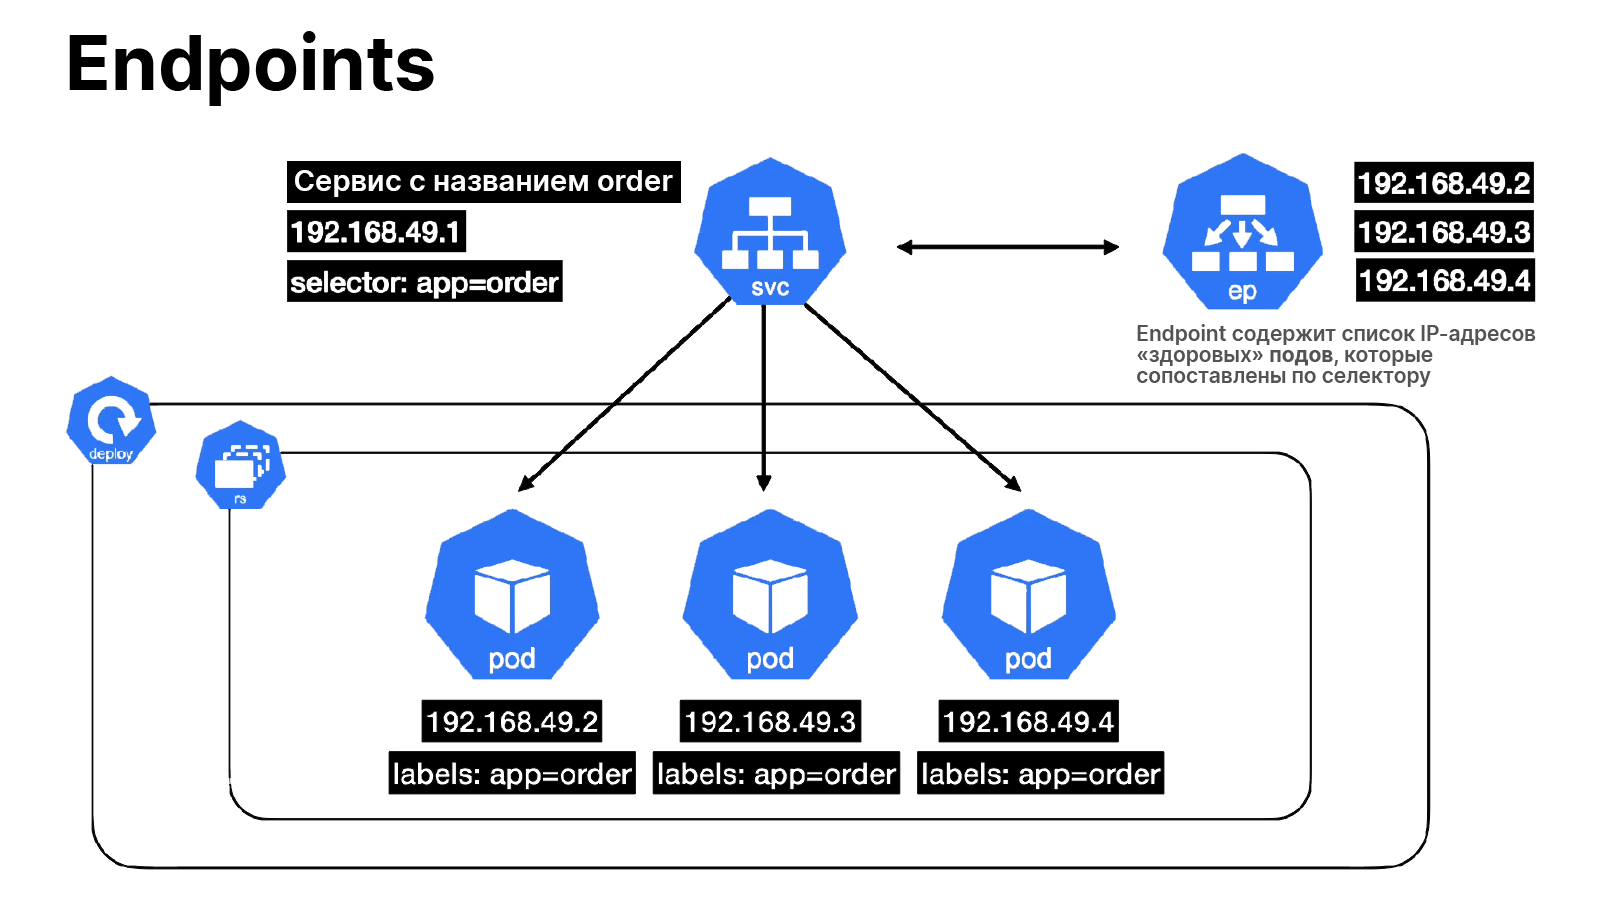 Endpoints
Сервис с названием order
192.168.49.1
selector: app=order
svc
ep
192.168.49.2
192.168.49.3
192.168.49.4
Endpoint содержит список IP-адресов
«здоровых» подов, которые
сопоставлены по селектору
deploy
rs
pod
pod
pod
192.168.49.2
192.168.49.3
192.168.49.4
labels: app=order
labels: app=order
labels: app=order